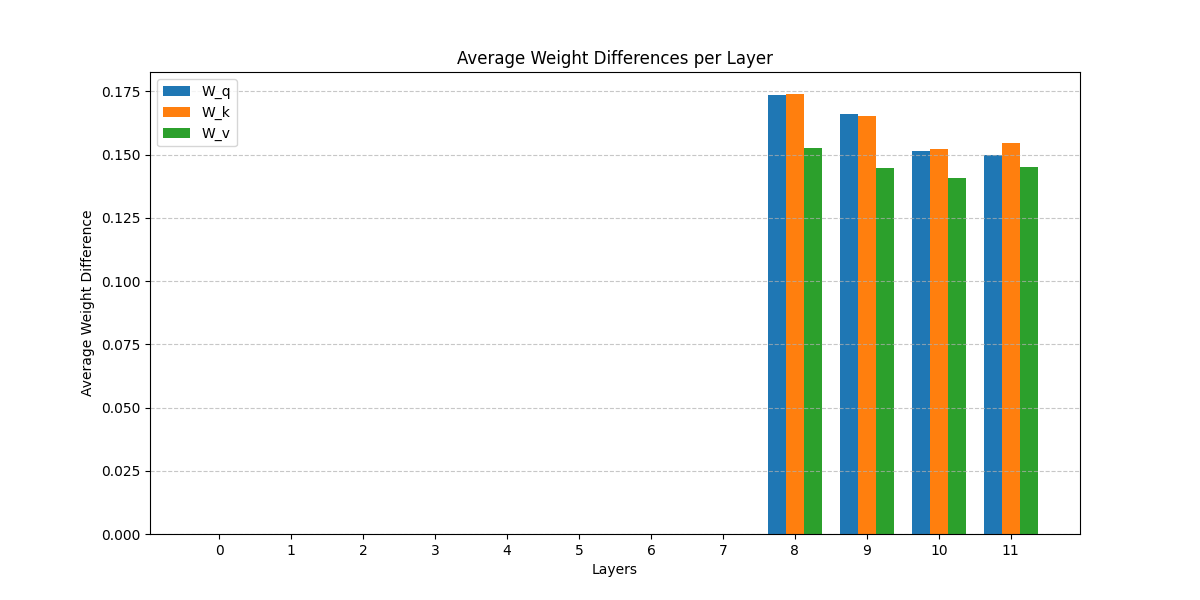 Average Weight Differences per Layer
W_q
W_k
W_v
Average Weight Difference
0.175
0.150
0.125
0.100
0.075
0.050
0.025
0.000
0 1 2 3 4 5 6 7 8 9 10 11
Layers